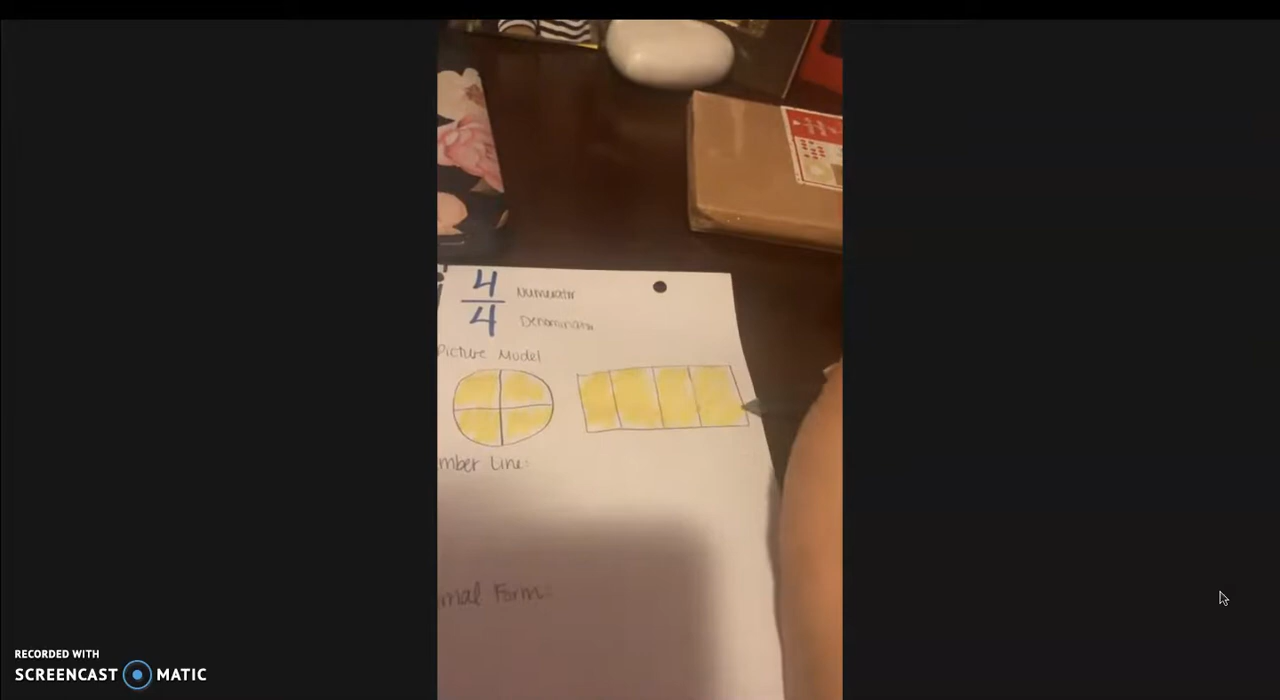 4
Numerator
4
Denominator
Picture Model
mber Line:
mal Form:
RECORDED WITH
SCREENCAST MATIC